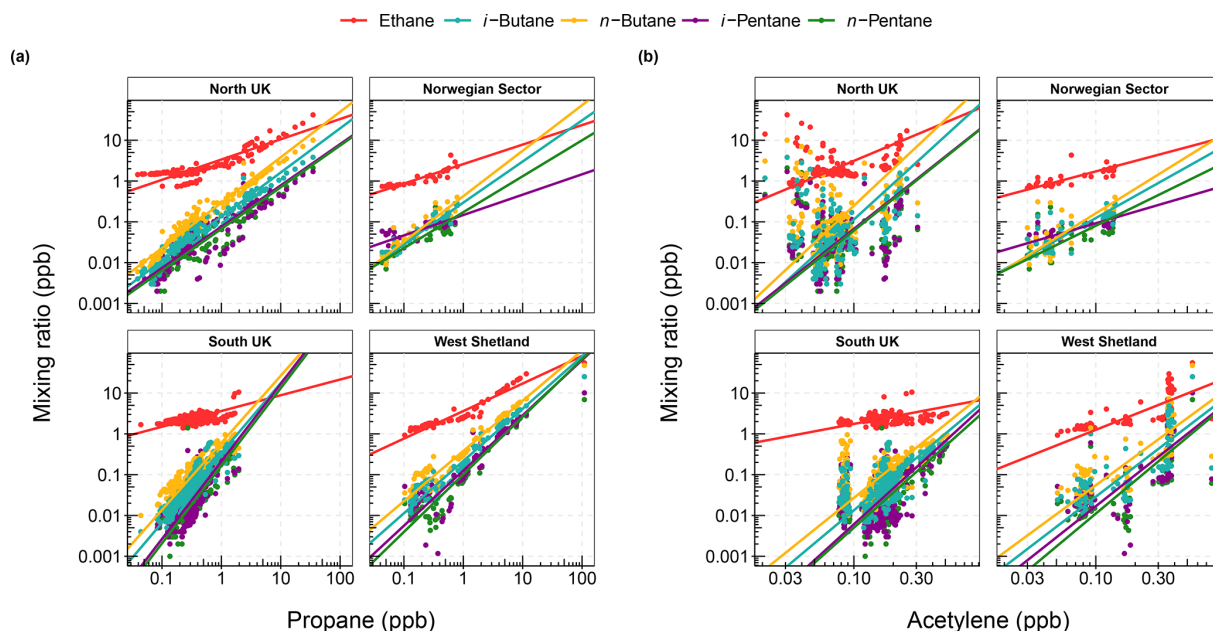 Ethane i−Butane n−Butane i−Pentane n−Pentane
(a)
North UK Norwegian Sector
10
1
0.1
0.01
0.001
South UK West Shetland
10
1
0.1
0.01
0.001
0.1 1 10 100 0.1 1 10 100
Mixing ratio (ppb)
Propane (ppb)
(b)
North UK Norwegian Sector
10
1
0.1
0.01
0.001
South UK West Shetland
10
1
0.1
0.01
0.001
0.03 0.10 0.30 0.03 0.10 0.30
Mixing ratio (ppb)
Acetylene (ppb)